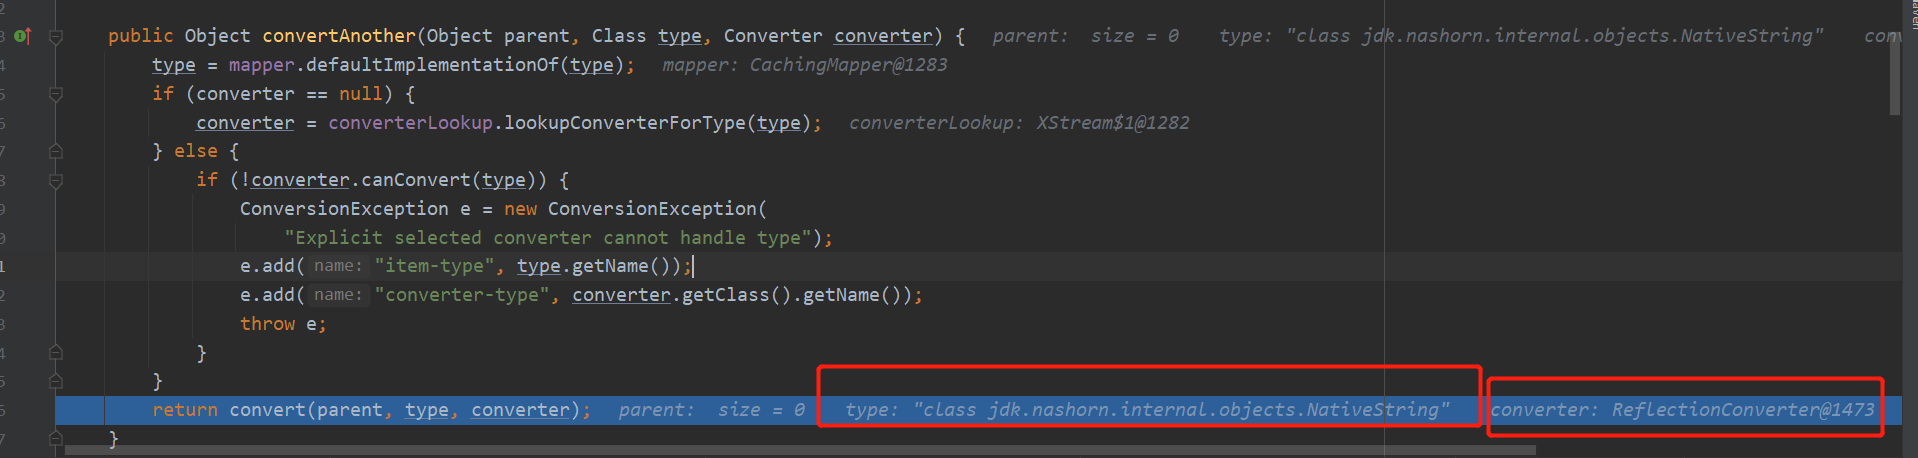 2
3 public Object convertAnother(Object parent, Class type, Converter converter) { parent: size = 0 type: "class jdk.nashorn.internal.objects.NativeString" conv
4 type = mapper.defaultImplementationOf(type); mapper: CachingMapper@1283
5 if (converter == null) {
6 converter = converterLookup.lookupConverterForType(type); converterLookup: XStream$1@1282
7 } else {
8 if (!converter.canConvert(type)) {
9 ConversionException e = new ConversionException(
0 "Explicit selected converter cannot handle type");
1 e.add( name: "item-type", type.getName());
2 e.add( name: "converter-type", converter.getClass().getName());
3 throw e;
4 }
5 }
6 return convert(parent, type, converter); parent: size = 0 type: "class jdk.nashorn.internal.objects.NativeString" converter: ReflectionConverter@1473
7 }